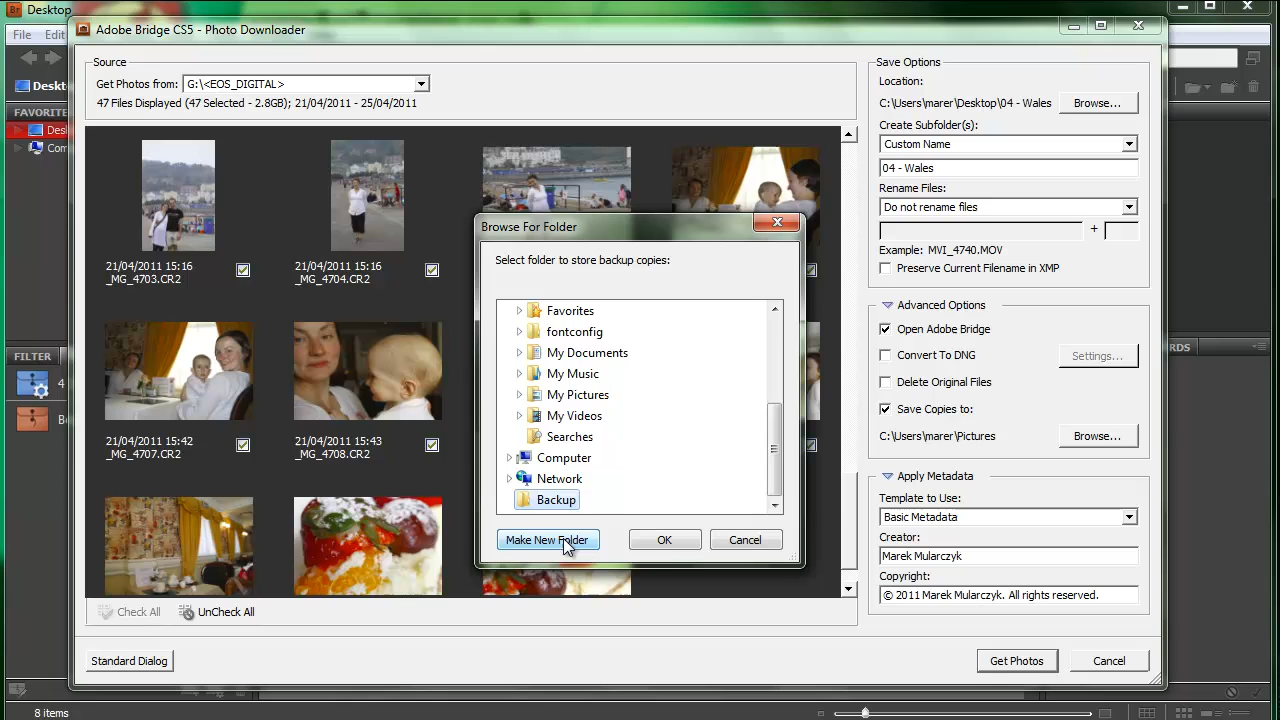 Br Desktop
File Edit
Adobe Bridge CS5 - Photo Downloader
Source
Get Photos from: G:\<EOS_DIGITAL>
47 Files Displayed (47 Selected - 2.8GB); 21/04/2011 - 25/04/2011
21/04/2011 15:16
_MG_4703.CR2
21/04/2011 15:16
_MG_4704.CR2
21/04/2011 15:42
_MG_4707.CR2
21/04/2011 15:43
_MG_4708.CR2
Check All
UnCheck All
Standard Dialog
Browse For Folder
Select folder to store backup copies:
Favorites
fontconfig
My Documents
My Music
My Pictures
My Videos
Searches
Computer
Network
Backup
Make New Folder
OK
Cancel
Save Options
Location:
C:\Users\marer\Desktop\04 - Wales
Browse...
Create Subfolder(s):
Custom Name
04 - Wales
Rename Files:
Do not rename files
+
Example: MVI_4740.MOV
Preserve Current Filename in XMP
Advanced Options
Open Adobe Bridge
Convert To DNG
Settings...
Delete Original Files
Save Copies to:
C:\Users\marer\Pictures
Browse...
Apply Metadata
Template to Use:
Basic Metadata
Creator:
Marek Mularczyk
Copyright:
© 2011 Marek Mularczyk. All rights reserved.
Get Photos
Cancel
Deskt
FAVORITE
Des
Com
FILTER
4
RDS
8 items